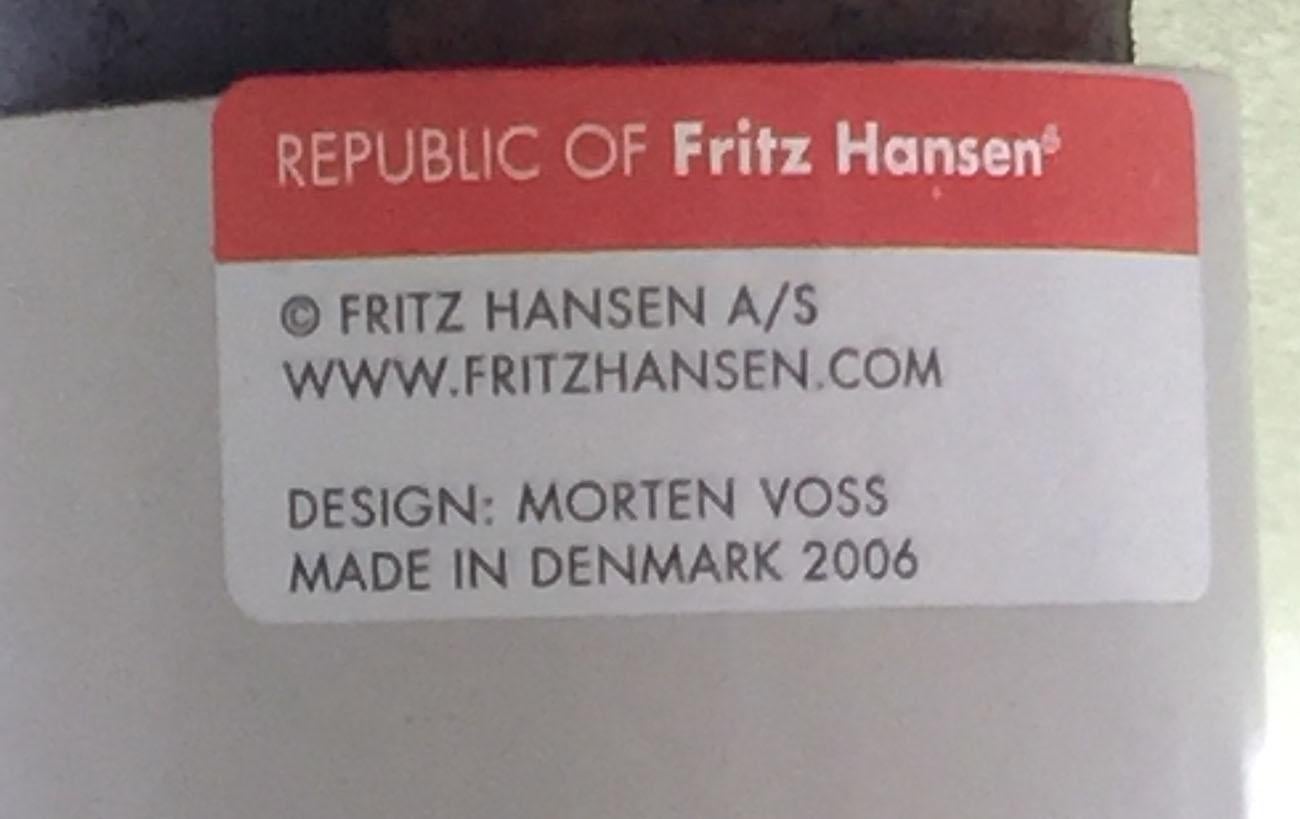 REPUBLIC OF Fritz Hansen®
© FRITZ HANSEN A/S
WWW.FRITZHANSEN.COM
DESIGN: MORTEN VOSS
MADE IN DENMARK 2006